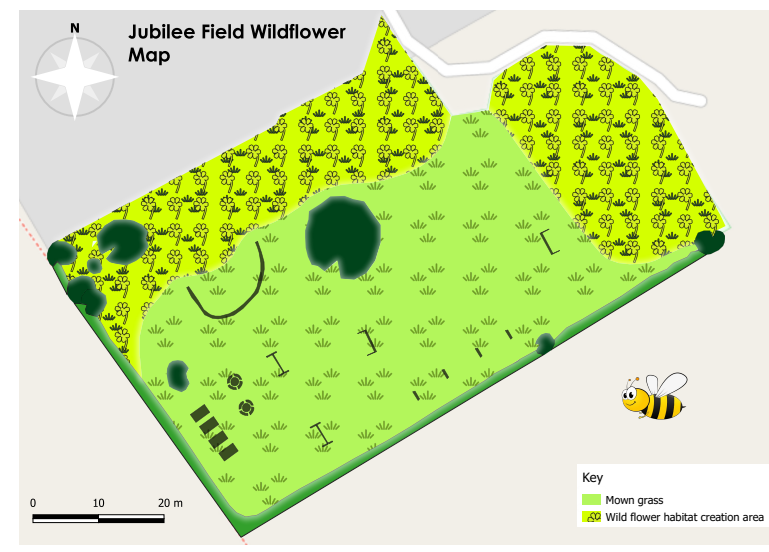 N
Jubilee Field Wildflower
Map
0 10 20 m
Key
Mown grass
Wild flower habitat creation area